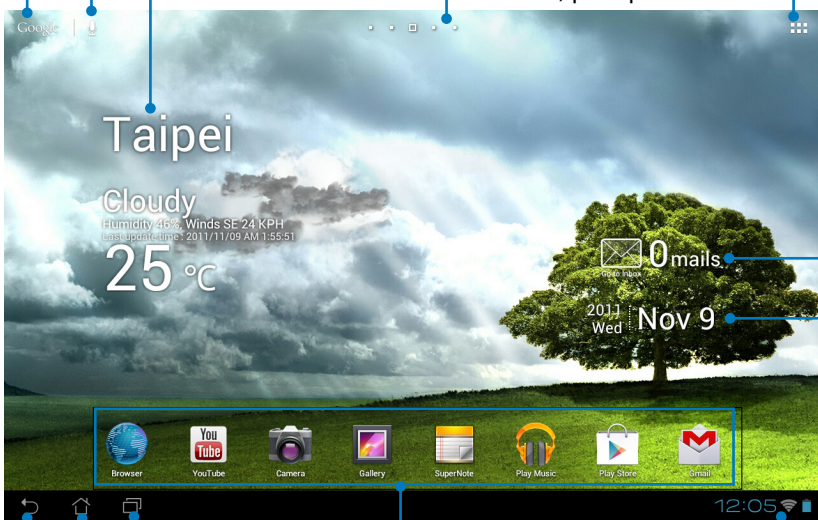 Google
Taipei
Cloudy
Humidity 46%, Winds SE 24 KPH
Last update time : 2011/11/09 AM 1:55:51
25 °C
0 mails
Go to Inbox
2011
Wed
Nov 9
You
Tube
Browser
YouTube
Camera
Gallery
SuperNote
Play Music
Play Store
Gmail
12:05